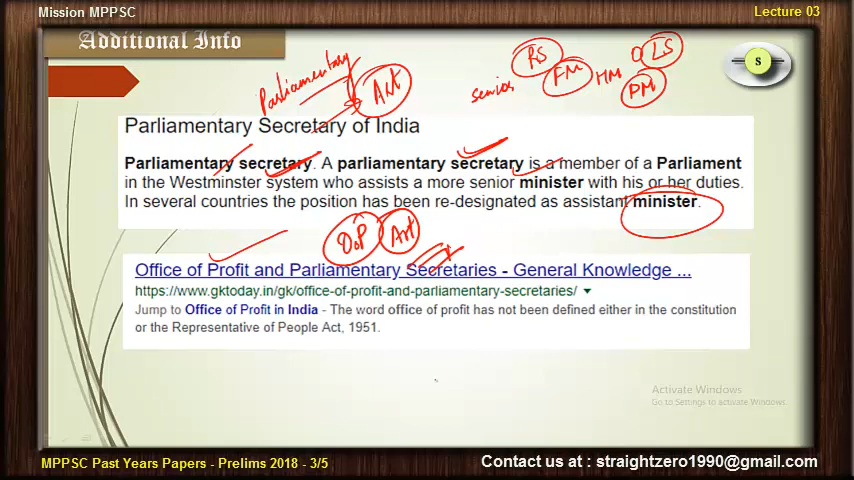 Mission MPPSC
Lecture 03
Additional Info
Parliamentary
Act
senior
RS
FM
HM
LS
PM
S
Parliamentary Secretary of India
Parliamentary secretary. A parliamentary secretary is a member of a Parliament
in the Westminster system who assists a more senior minister with his or her duties.
In several countries the position has been re-designated as assistant minister.
Act
Office of Profit and Parliamentary Secretaries - General Knowledge ...
https://www.gktoday.in/gk/office-of-profit-and-parliamentary-secretaries/
Jump to Office of Profit in India - The word office of profit has not been defined either in the constitution
or the Representative of People Act, 1951.
Activate Windows
Go to Settings to activate Windows.
MPPSC Past Years Papers - Prelims 2018 - 3/5
Contact us at : straightzero1990@gmail.com